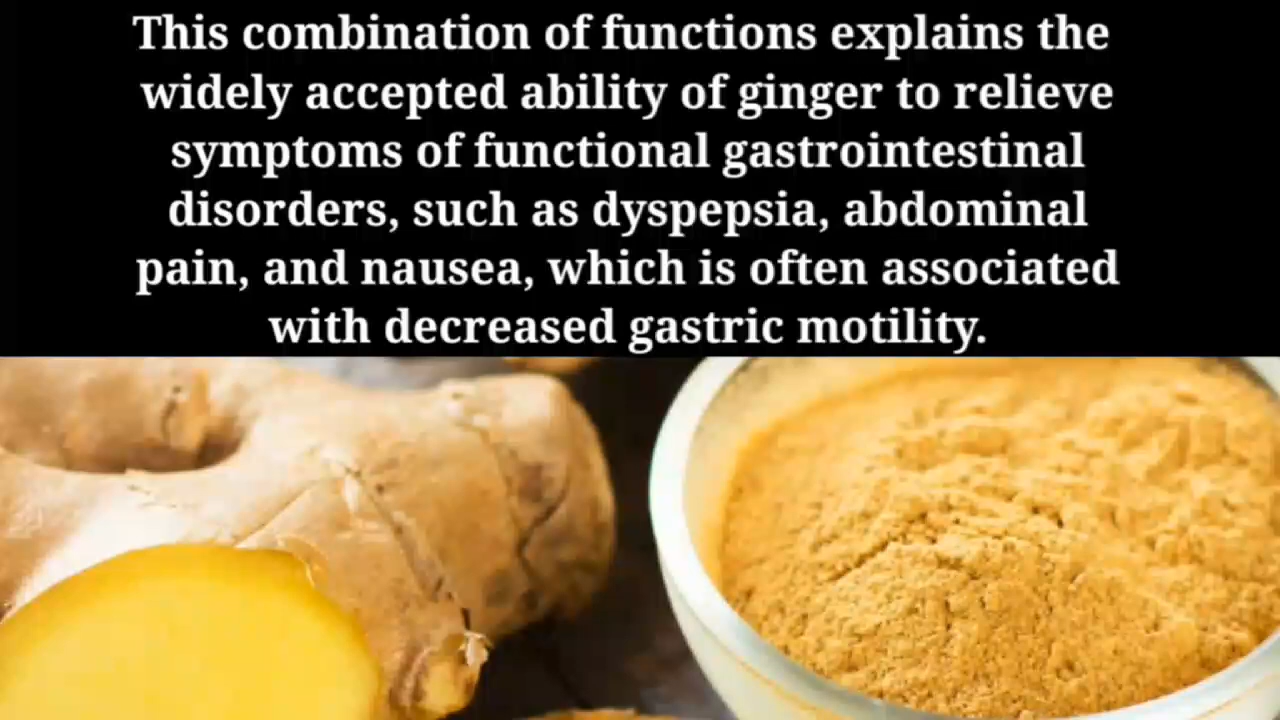 This combination of functions explains the
widely accepted ability of ginger to relieve
symptoms of functional gastrointestinal
disorders, such as dyspepsia, abdominal
pain, and nausea, which is often associated
with decreased gastric motility.